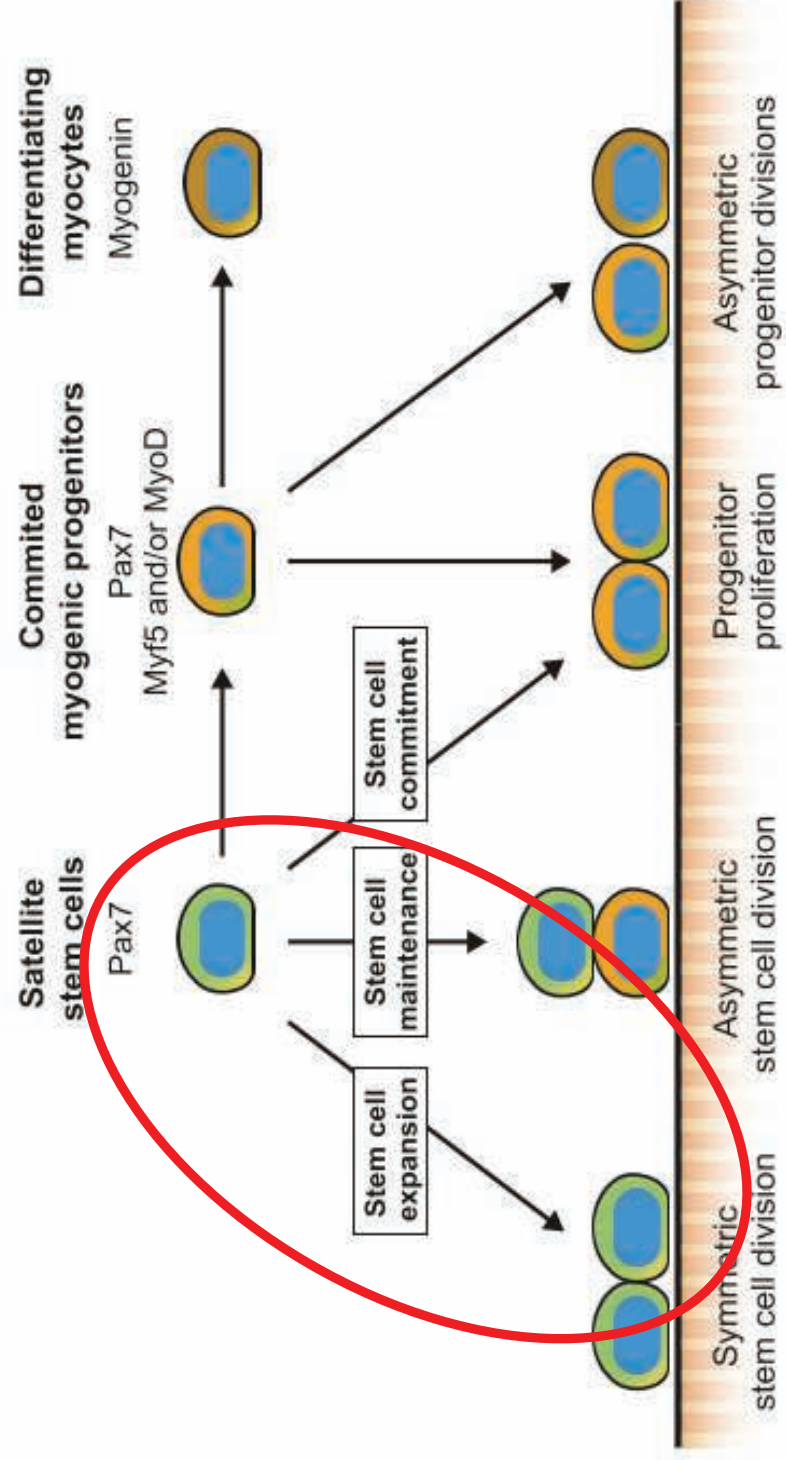 Satellite
stem cells
Pax7
Commited
myogenic progenitors
Pax7
Myf5 and/or MyoD
Differentiating
myocytes
Myogenin
Stem cell
expansion
Stem cell
maintenance
Stem cell
commitment
Symmetric
stem cell division
Asymmetric
stem cell division
Progenitor
proliferation
Asymmetric
progenitor divisions